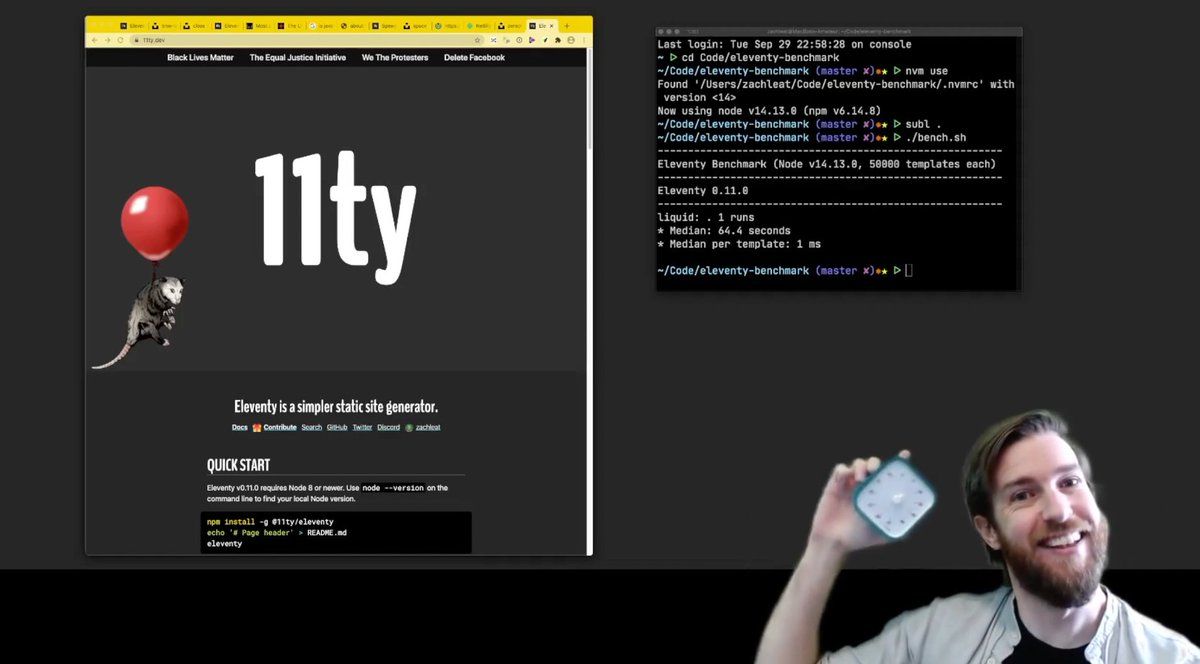 11ty.dev
Black Lives Matter The Equal Justice Initiative We The Protesters Delete Facebook
11ty
Eleventy is a simpler static site generator.
Docs Contribute Search GitHub Twitter Discord zachleat
QUICK START
Eleventy v0.11.0 requires Node 8 or newer. Use node --version on the
command line to find your local Node version.
npm install -g @11ty/eleventy
echo '# Page header' > README.md
eleventy
Last login: Tue Sep 29 22:58:28 on console
~ ▷ cd Code/eleventy-benchmark
~/Code/eleventy-benchmark (master ✘)✹★ ▷ nvm use
Found '/Users/zachleat/Code/eleventy-benchmark/.nvmrc' with
version <14>
Now using node v14.13.0 (npm v6.14.8)
~/Code/eleventy-benchmark (master ✘)✹★ ▷ subl .
~/Code/eleventy-benchmark (master ✘)✹★ ▷ ./bench.sh
---------------------------------------------------------
Eleventy Benchmark (Node v14.13.0, 50000 templates each)
---------------------------------------------------------
Eleventy 0.11.0
---------------------------------------------------------
liquid: . 1 runs
* Median: 64.4 seconds
* Median per template: 1 ms
~/Code/eleventy-benchmark (master ✘)✹★ ▷